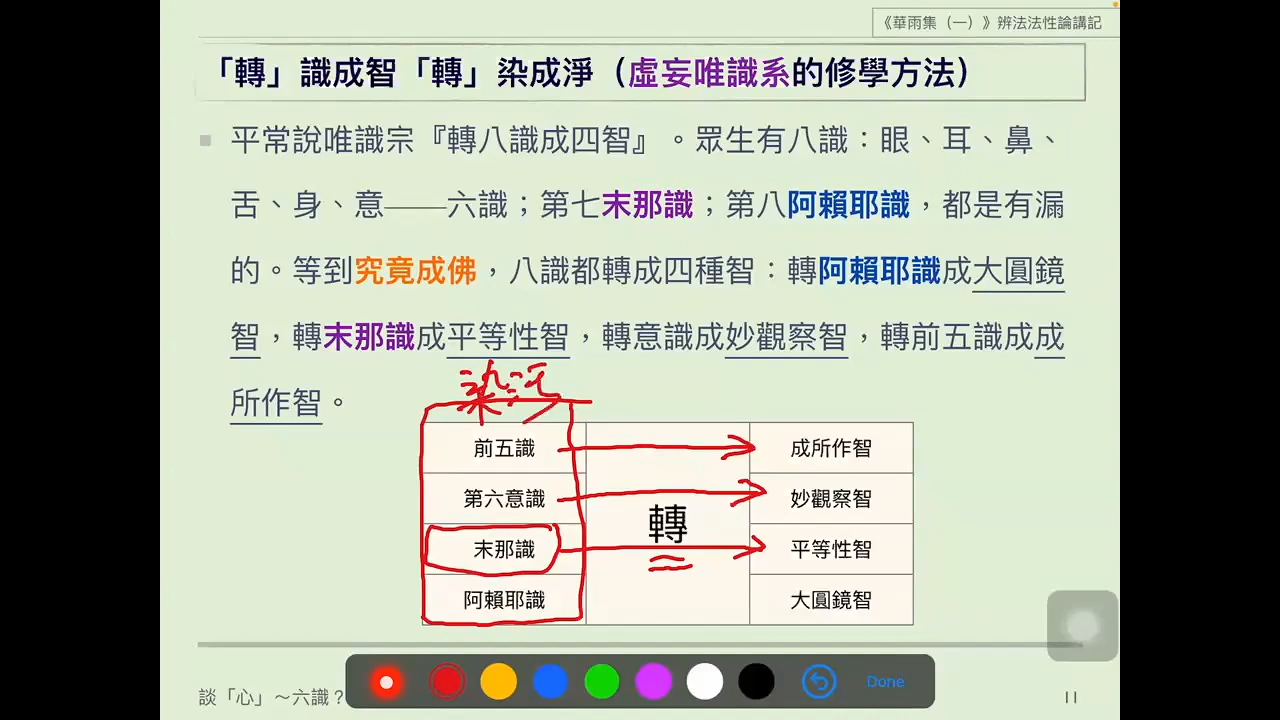 《華雨集（一）》辨法法性論講記
「轉」識成智「轉」染成淨（虛妄唯識系的修學方法）
平常說唯識宗『轉八識成四智』。眾生有八識：眼、耳、鼻、
舌、身、意——六識；第七末那識；第八阿賴耶識，都是有漏
的。等到究竟成佛，八識都轉成四種智：轉阿賴耶識成大圓鏡
智，轉末那識成平等性智，轉意識成妙觀察智，轉前五識成成
所作智。
染污
前五識 成所作智
第六意識 妙觀察智
轉
末那識 平等性智
阿賴耶識 大圓鏡智
談「心」～六識？
Done
11